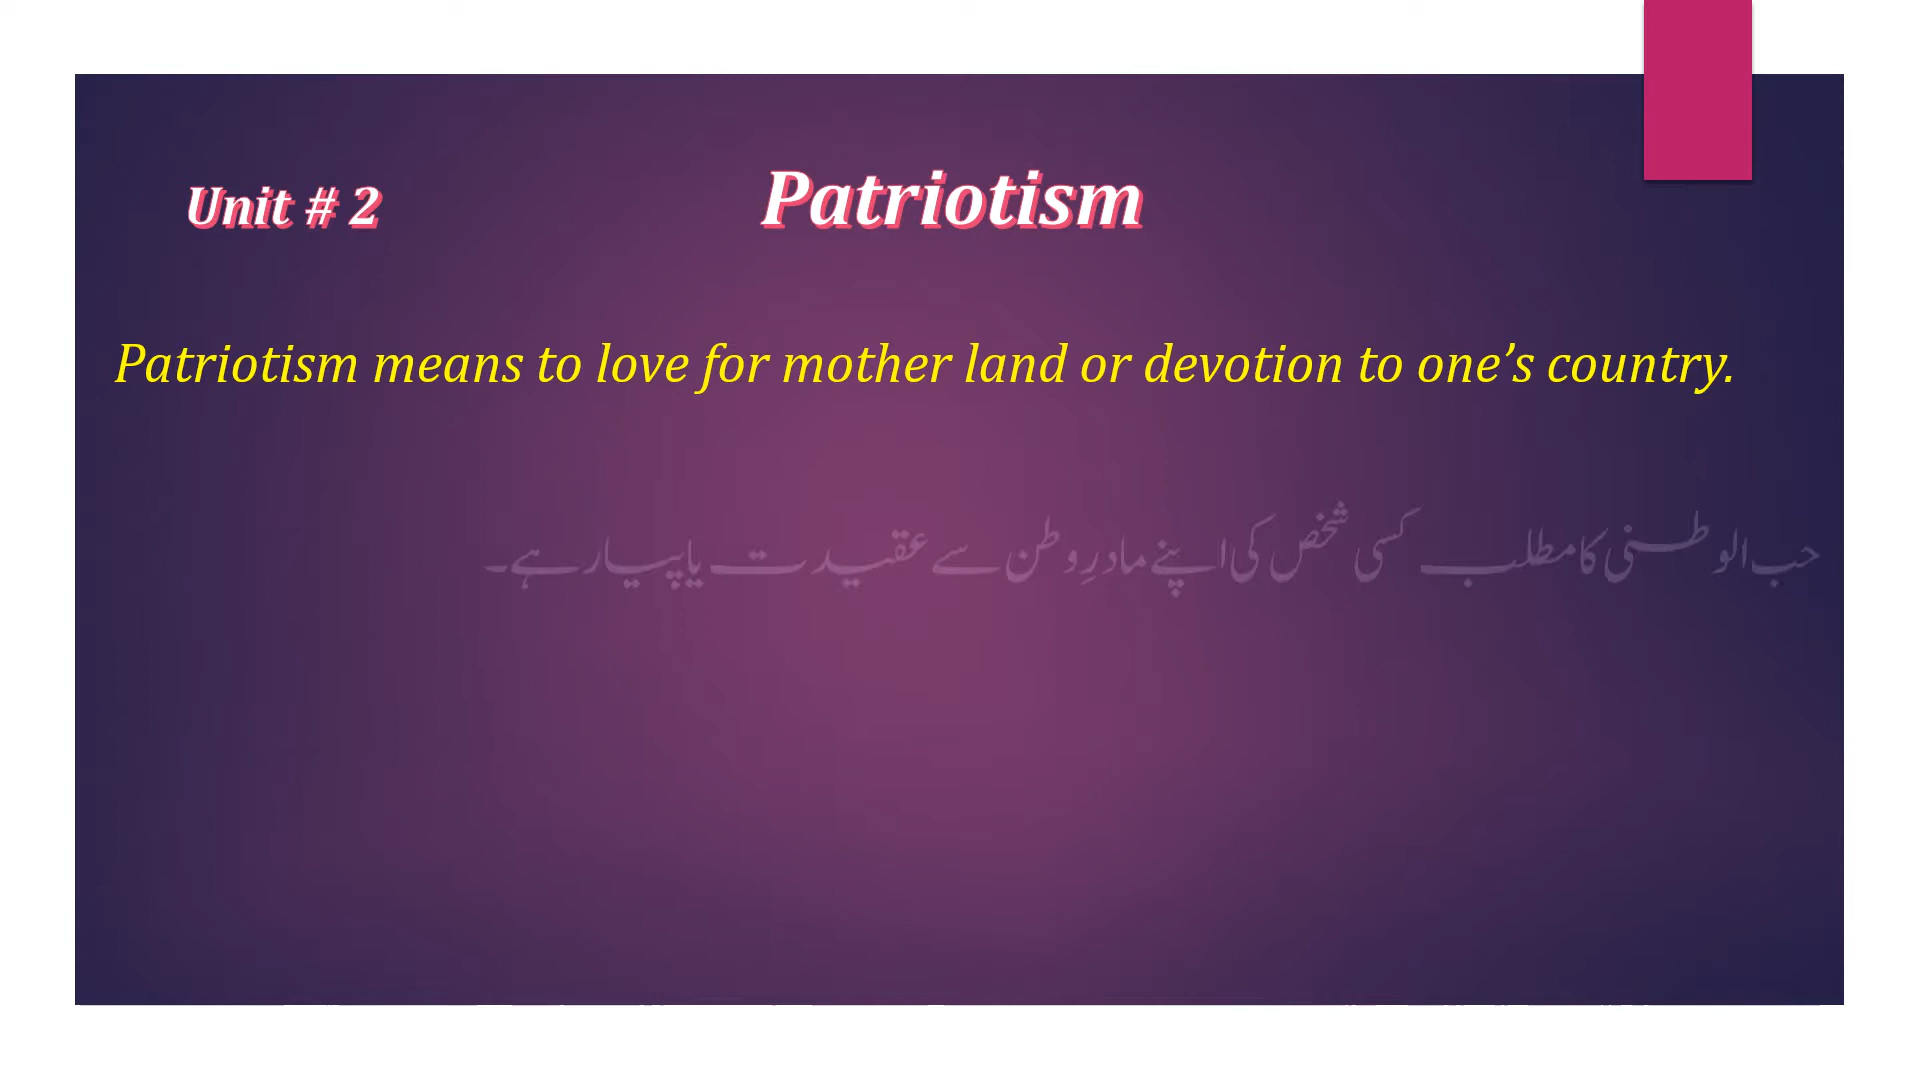 Unit # 2
Patriotism
Patriotism means to love for mother land or devotion to one’s country.
حب الوطنی کا مطلب کسی شخص کی اپنے مادرِ وطن سے عقیدت یا پیار ہے۔